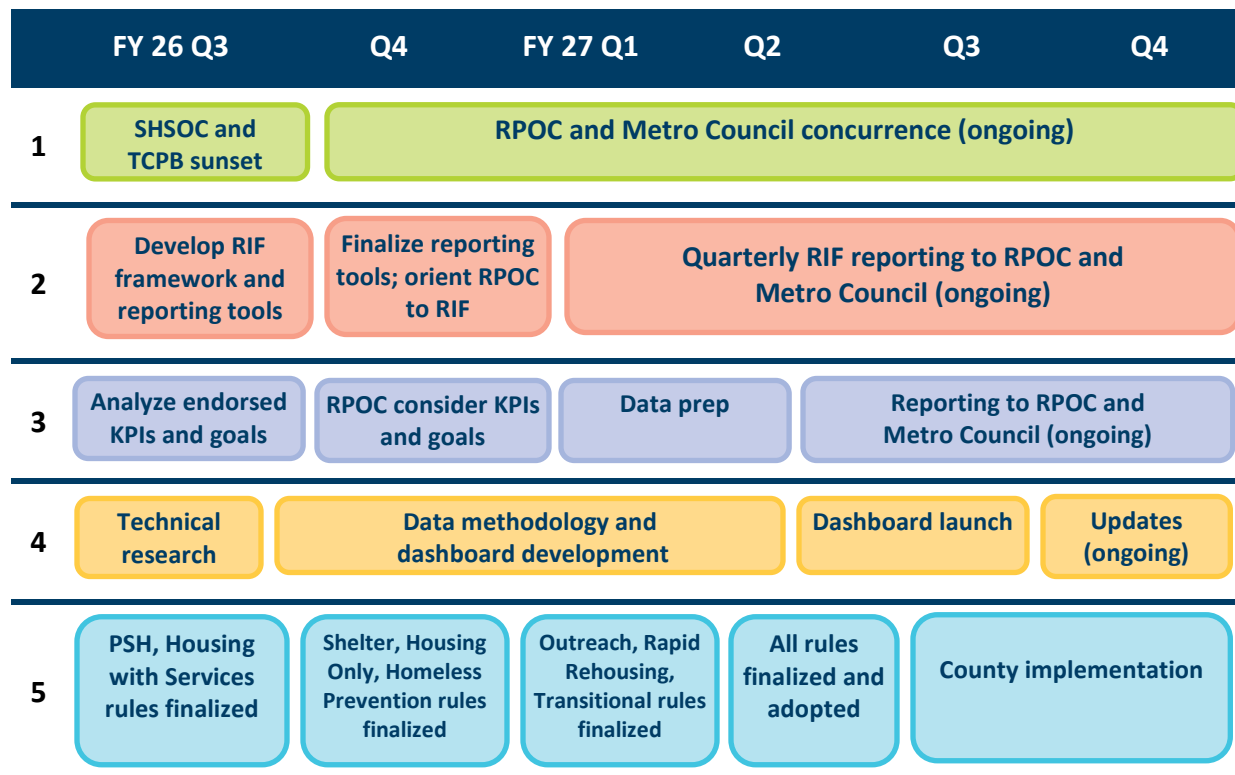 FY 26 Q3 Q4 FY 27 Q1 Q2 Q3 Q4
1
SHSOC and
TCPB sunset
RPOC and Metro Council concurrence (ongoing)
2
Develop RIF
framework and
reporting tools
Finalize reporting
tools; orient RPOC
to RIF
Quarterly RIF reporting to RPOC and
Metro Council (ongoing)
3
Analyze endorsed
KPIs and goals
RPOC consider KPIs
and goals
Data prep
Reporting to RPOC and
Metro Council (ongoing)
4
Technical
research
Data methodology and
dashboard development
Dashboard launch
Updates
(ongoing)
5
PSH, Housing
with Services
rules finalized
Shelter, Housing
Only, Homeless
Prevention rules
finalized
Outreach, Rapid
Rehousing,
Transitional rules
finalized
All rules
finalized and
adopted
County implementation